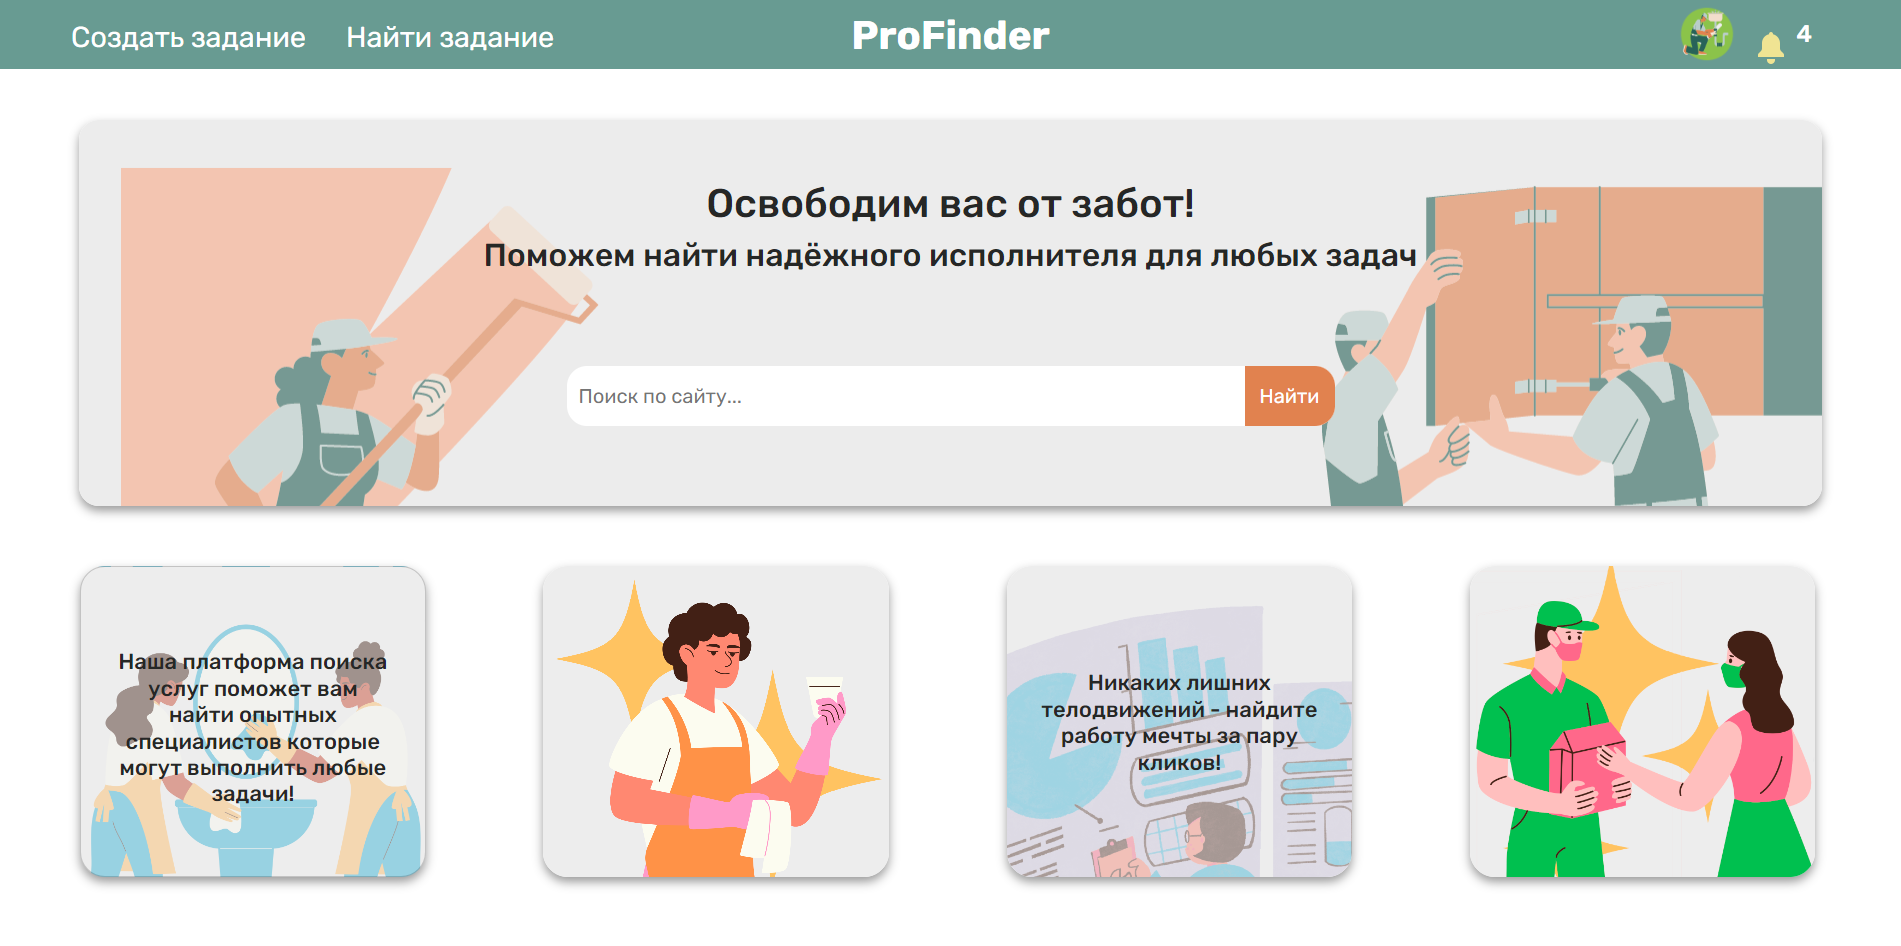 Создать задание
Найти задание
ProFinder
4
Освободим вас от забот!
Поможем найти надёжного исполнителя для любых задач
Поиск по сайту...
Найти
Наша платформа поиска
услуг поможет вам
найти опытных
специалистов которые
могут выполнить любые
задачи!
Никаких лишних
телодвижений - найдите
работу мечты за пару
кликов!